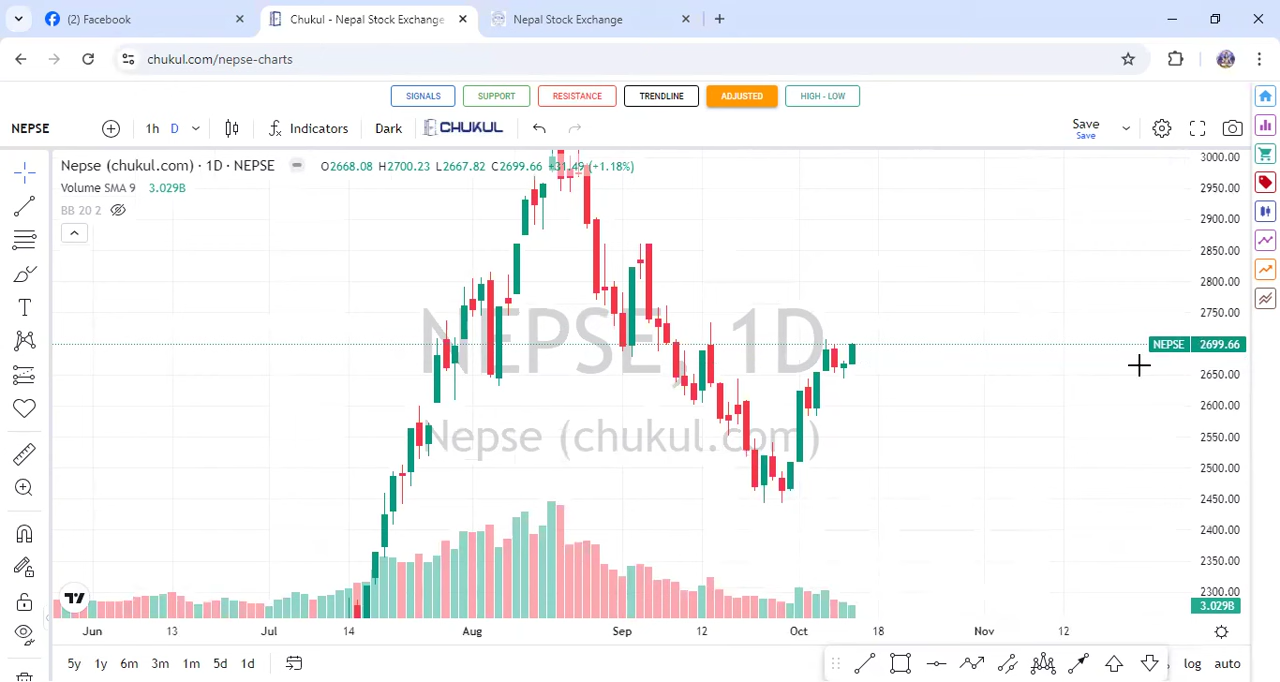 (2) Facebook
Chukul - Nepal Stock Exchange
Nepal Stock Exchange
chukul.com/nepse-charts
SIGNALS
SUPPORT
RESISTANCE
TRENDLINE
ADJUSTED
HIGH - LOW
NEPSE
1h D
Indicators
Dark
CHUKUL
Save
Save
Nepse (chukul.com) · 1D · NEPSE
O2668.08 H2700.23 L2667.82 C2699.66 +31.49 (+1.18%)
Volume SMA 9 3.029B
BB 20 2
NEPSE, 1D
Nepse (chukul.com)
3000.00
2950.00
2900.00
2850.00
2800.00
2750.00
NEPSE 2699.66
2650.00
2600.00
2550.00
2500.00
2450.00
2400.00
2350.00
2300.00
3.029B
Jun 13 Jul 14 Aug Sep 12 Oct 18 Nov 12
5y 1y 6m 3m 1m 5d 1d
log auto